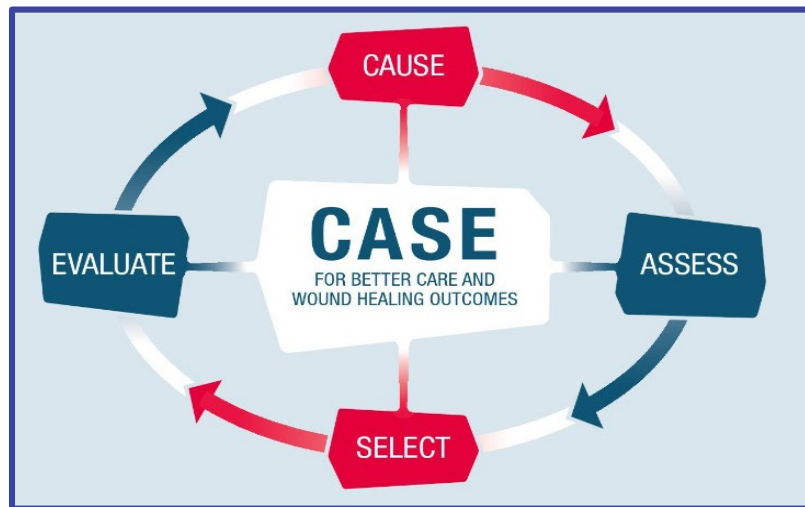 CAUSE
EVALUATE
CASE
FOR BETTER CARE AND
WOUND HEALING OUTCOMES
ASSESS
SELECT